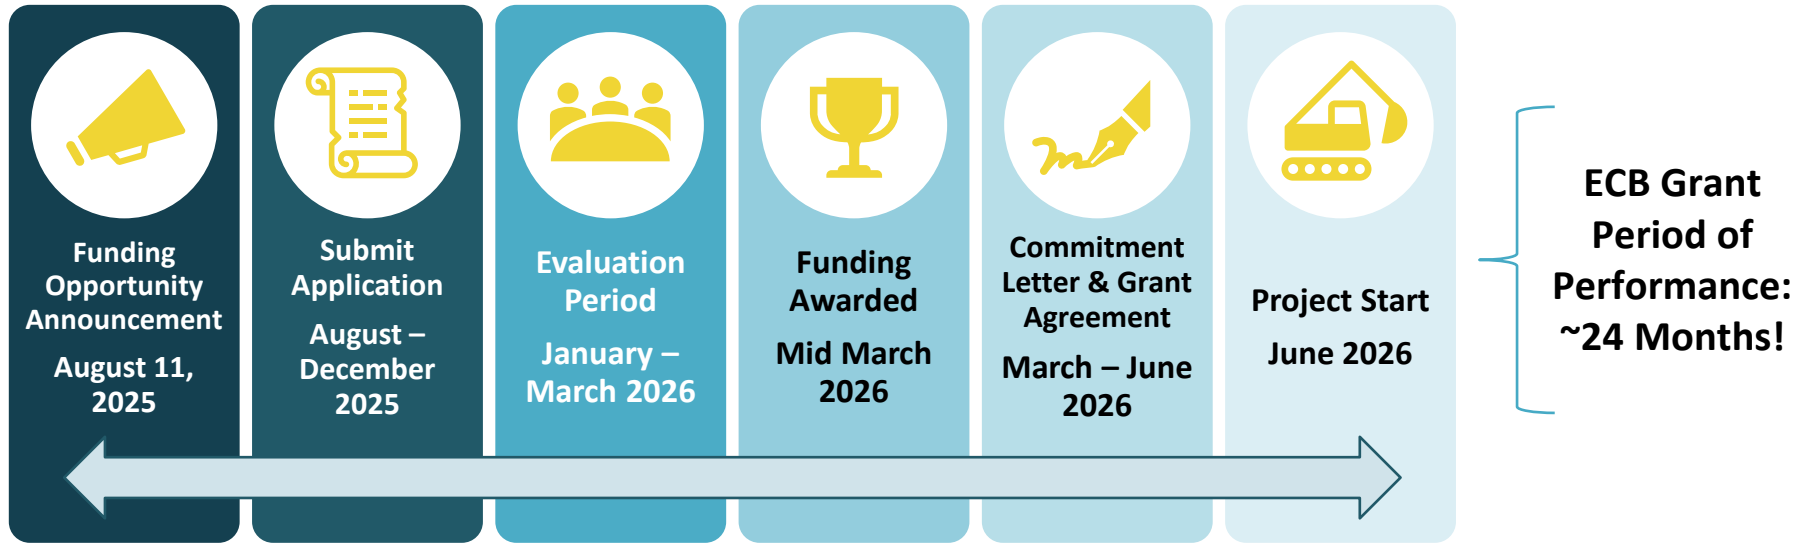 Funding
Opportunity
Announcement
August 11,
2025
Submit
Application
August –
December
2025
Evaluation
Period
January –
March 2026
Funding
Awarded
Mid March
2026
Commitment
Letter & Grant
Agreement
March – June
2026
Project Start
June 2026
ECB Grant
Period of
Performance:
~24 Months!